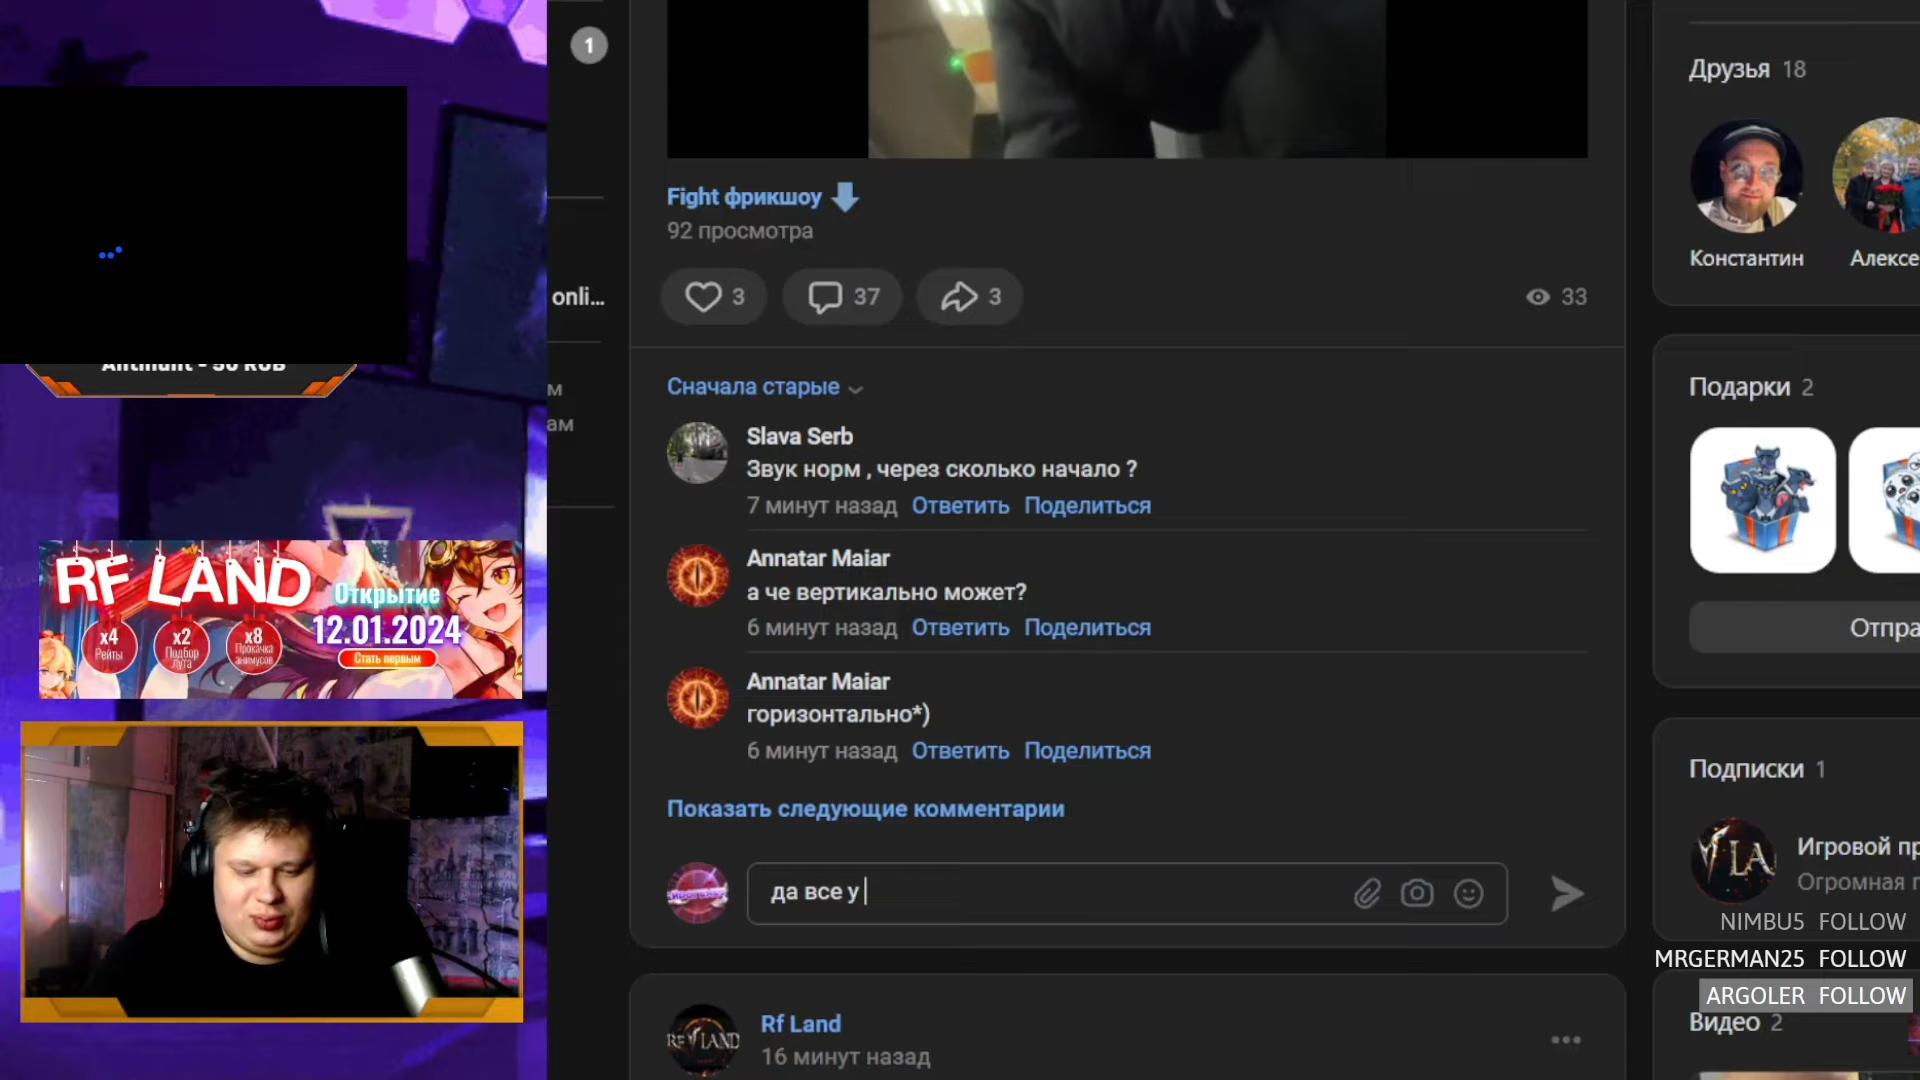 1
onli...
м
ам
RF LAND
Открытие
12.01.2024
x4
Рейты
x2
Подбор
лута
x8
Прокачка
анимусов
Стать первым
Fight фрикшоу
92 просмотра
3
37
3
33
Сначала старые
Slava Serb
Звук норм , через сколько начало ?
7 минут назад Ответить Поделиться
Annatar Maiar
а че вертикально может?
6 минут назад Ответить Поделиться
Annatar Maiar
горизонтально*)
6 минут назад Ответить Поделиться
Показать следующие комментарии
да все у
Rf Land
16 минут назад
RF LAND
Друзья 18
Константин
Алексе
Подарки 2
Отпра
Подписки 1
Игровой пр
Огромная п
NIMBU5 FOLLOW
MRGERMAN25 FOLLOW
ARGOLER FOLLOW
Видео 2